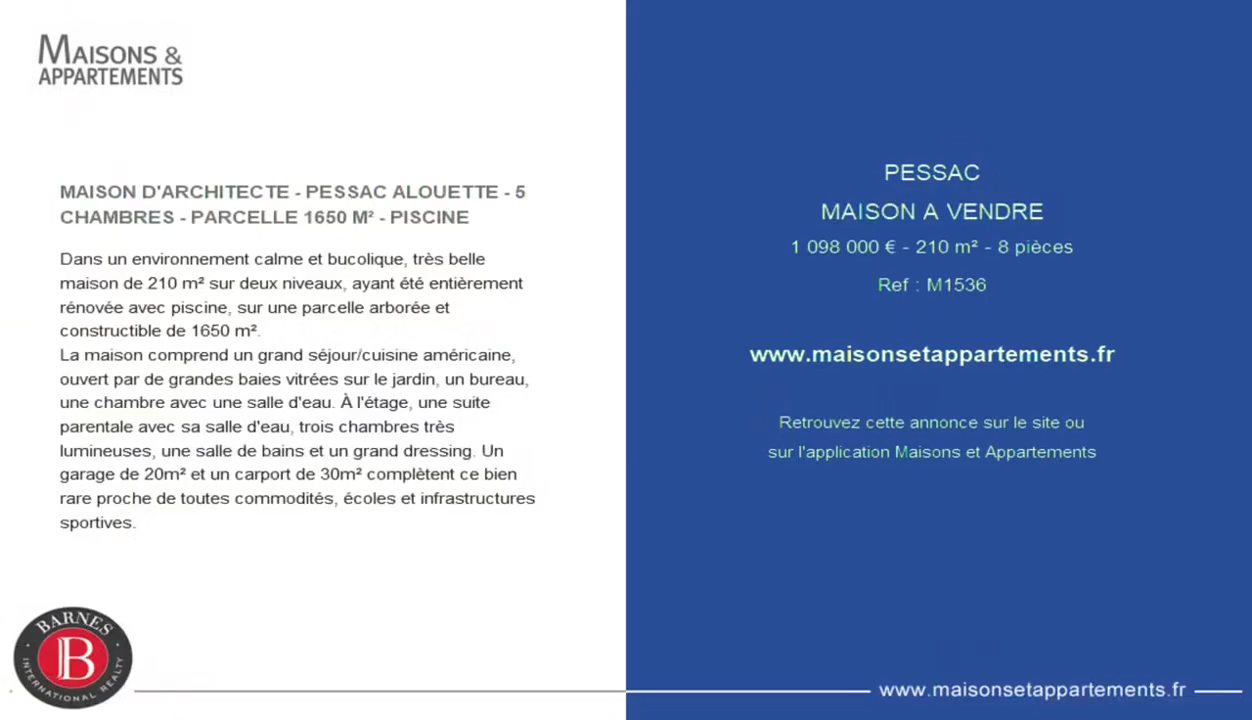 MAISONS &
APPARTEMENTS
MAISON D'ARCHITECTE - PESSAC ALOUETTE - 5
CHAMBRES - PARCELLE 1650 M² - PISCINE
Dans un environnement calme et bucolique, très belle
maison de 210 m² sur deux niveaux, ayant été entièrement
rénovée avec piscine, sur une parcelle arborée et
constructible de 1650 m².
La maison comprend un grand séjour/cuisine américaine,
ouvert par de grandes baies vitrées sur le jardin, un bureau,
une chambre avec une salle d'eau. À l'étage, une suite
parentale avec sa salle d'eau, trois chambres très
lumineuses, une salle de bains et un grand dressing. Un
garage de 20m² et un carport de 30m² complètent ce bien
rare proche de toutes commodités, écoles et infrastructures
sportives.
BARNES
B
INTERNATIONAL REALTY
PESSAC
MAISON A VENDRE
1 098 000 € - 210 m² - 8 pièces
Ref : M1536
www.maisonsetappartements.fr
Retrouvez cette annonce sur le site ou
sur l'application Maisons et Appartements
www.maisonsetappartements.fr